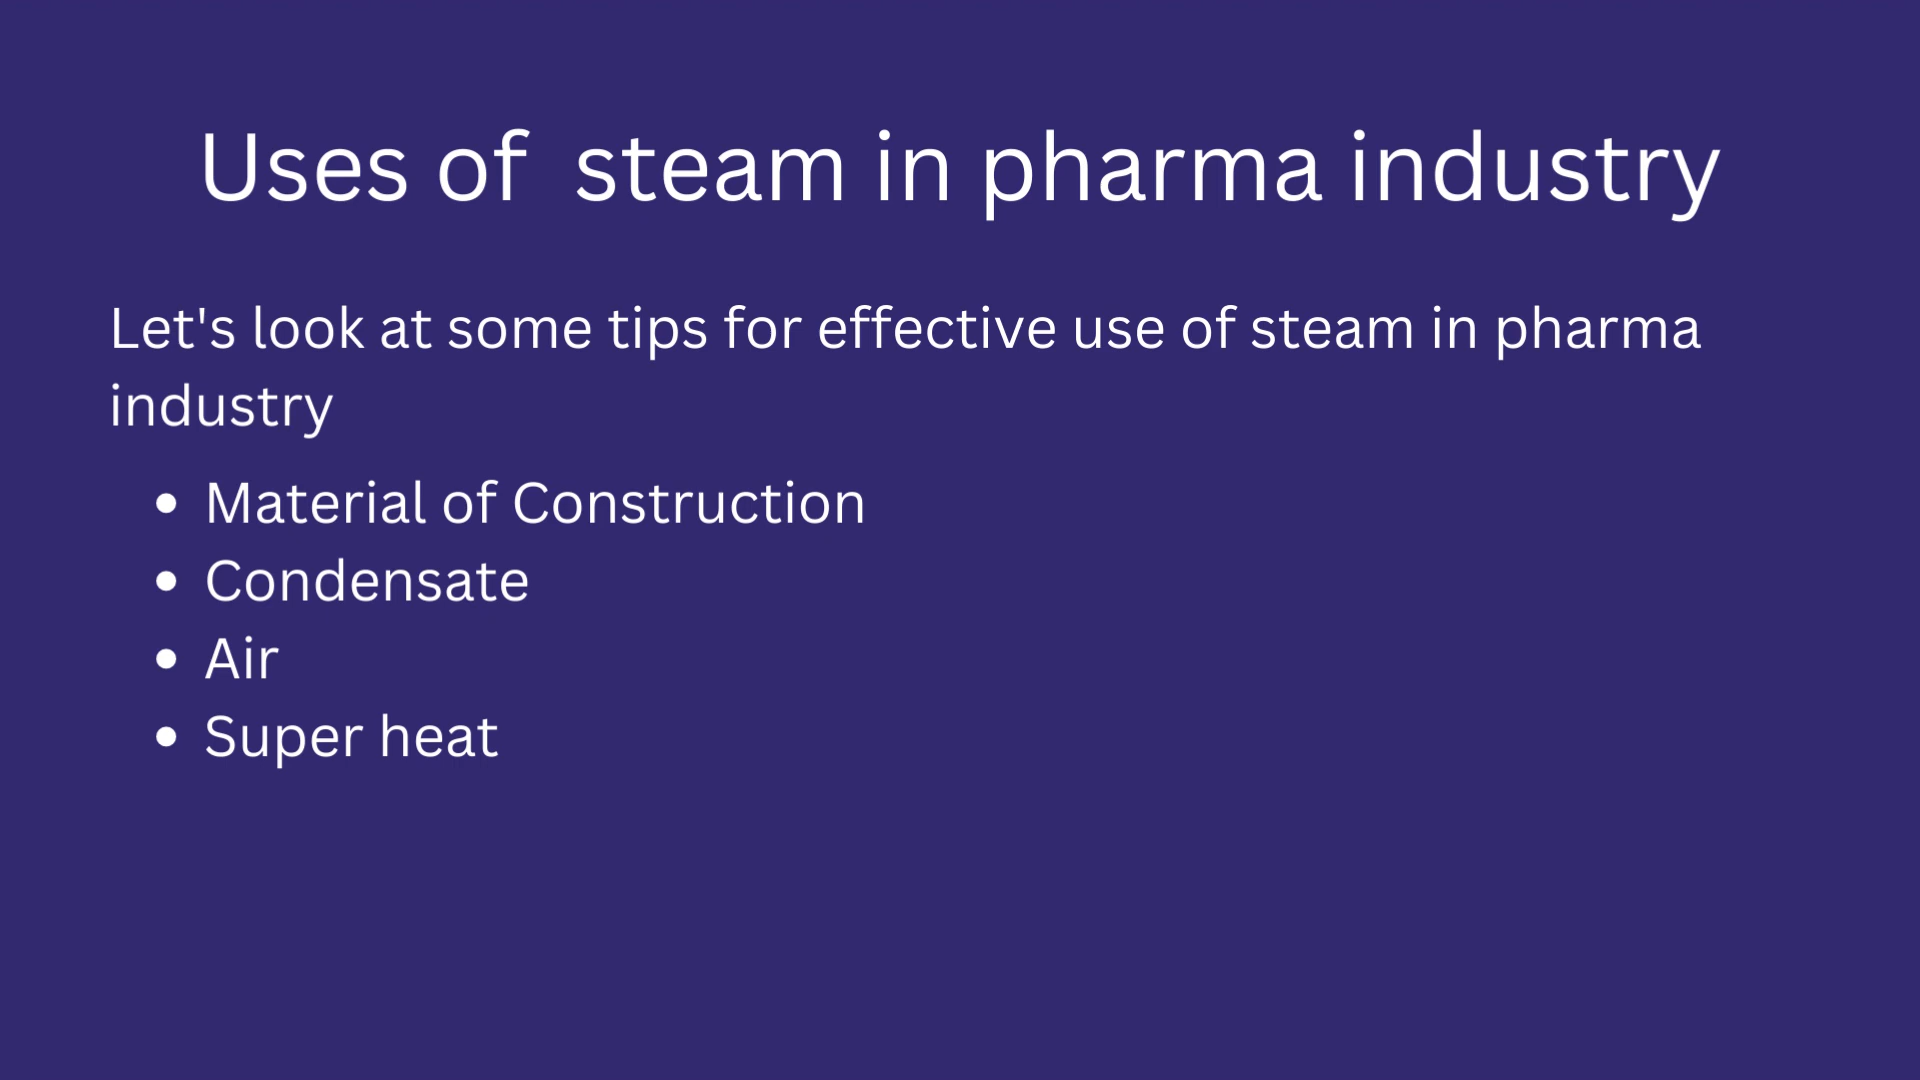 Uses of  steam in pharma industry
Let's look at some tips for effective use of steam in pharma
industry
• Material of Construction
• Condensate
• Air
• Super heat